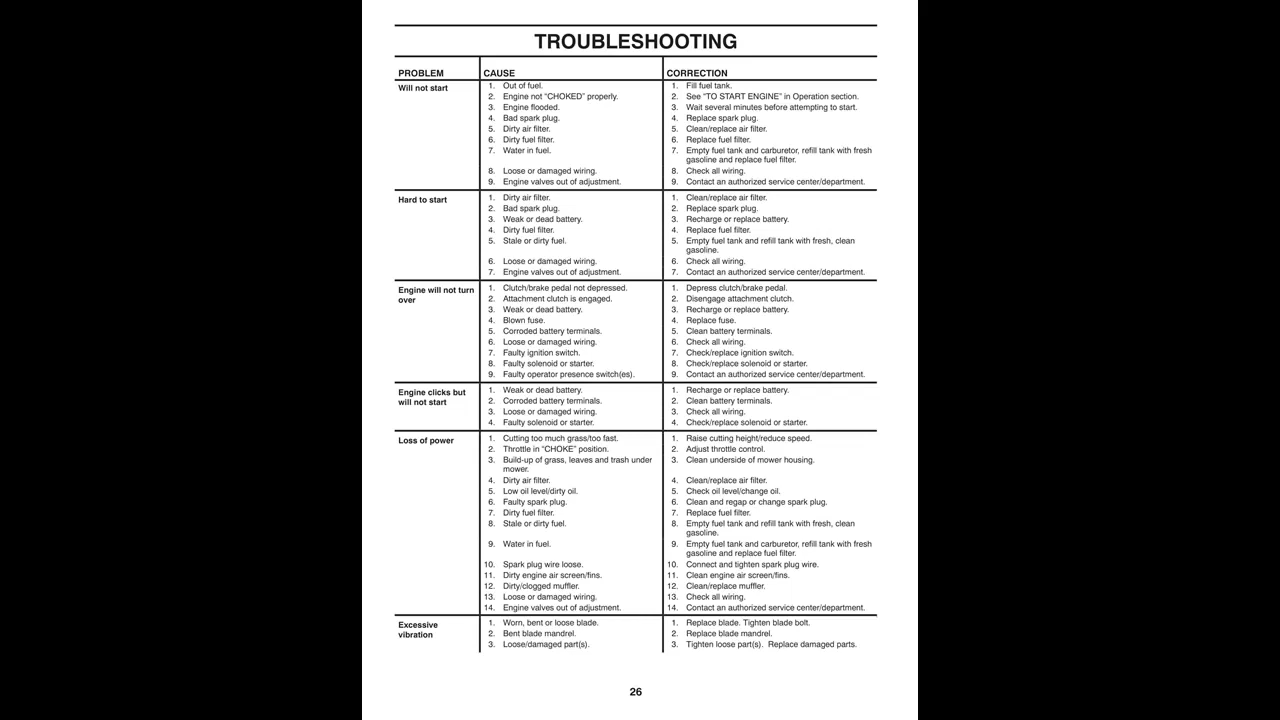 TROUBLESHOOTING
PROBLEM CAUSE CORRECTION
Will not start
1. Out of fuel. 1. Fill fuel tank.
2. Engine not “CHOKED” properly. 2. See “TO START ENGINE” in Operation section.
3. Engine flooded. 3. Wait several minutes before attempting to start.
4. Bad spark plug. 4. Replace spark plug.
5. Dirty air filter. 5. Clean/replace air filter.
6. Dirty fuel filter. 6. Replace fuel filter.
7. Water in fuel. 7. Empty fuel tank and carburetor, refill tank with fresh
gasoline and replace fuel filter.
8. Loose or damaged wiring. 8. Check all wiring.
9. Engine valves out of adjustment. 9. Contact an authorized service center/department.
Hard to start
1. Dirty air filter. 1. Clean/replace air filter.
2. Bad spark plug. 2. Replace spark plug.
3. Weak or dead battery. 3. Recharge or replace battery.
4. Dirty fuel filter. 4. Replace fuel filter.
5. Stale or dirty fuel. 5. Empty fuel tank and refill tank with fresh, clean
gasoline.
6. Loose or damaged wiring. 6. Check all wiring.
7. Engine valves out of adjustment. 7. Contact an authorized service center/department.
Engine will not turn
over
1. Clutch/brake pedal not depressed. 1. Depress clutch/brake pedal.
2. Attachment clutch is engaged. 2. Disengage attachment clutch.
3. Weak or dead battery. 3. Recharge or replace battery.
4. Blown fuse. 4. Replace fuse.
5. Corroded battery terminals. 5. Clean battery terminals.
6. Loose or damaged wiring. 6. Check all wiring.
7. Faulty ignition switch. 7. Check/replace ignition switch.
8. Faulty solenoid or starter. 8. Check/replace solenoid or starter.
9. Faulty operator presence switch(es). 9. Contact an authorized service center/department.
Engine clicks but
will not start
1. Weak or dead battery. 1. Recharge or replace battery.
2. Corroded battery terminals. 2. Clean battery terminals.
3. Loose or damaged wiring. 3. Check all wiring.
4. Faulty solenoid or starter. 4. Check/replace solenoid or starter.
Loss of power
1. Cutting too much grass/too fast. 1. Raise cutting height/reduce speed.
2. Throttle in “CHOKE” position. 2. Adjust throttle control.
3. Build-up of grass, leaves and trash under 3. Clean underside of mower housing.
mower.
4. Dirty air filter. 4. Clean/replace air filter.
5. Low oil level/dirty oil. 5. Check oil level/change oil.
6. Faulty spark plug. 6. Clean and regap or change spark plug.
7. Dirty fuel filter. 7. Replace fuel filter.
8. Stale or dirty fuel. 8. Empty fuel tank and refill tank with fresh, clean
gasoline.
9. Water in fuel. 9. Empty fuel tank and carburetor, refill tank with fresh
gasoline and replace fuel filter.
10. Spark plug wire loose. 10. Connect and tighten spark plug wire.
11. Dirty engine air screen/fins. 11. Clean engine air screen/fins.
12. Dirty/clogged muffler. 12. Clean/replace muffler.
13. Loose or damaged wiring. 13. Check all wiring.
14. Engine valves out of adjustment. 14. Contact an authorized service center/department.
Excessive
vibration
1. Worn, bent or loose blade. 1. Replace blade. Tighten blade bolt.
2. Bent blade mandrel. 2. Replace blade mandrel.
3. Loose/damaged part(s). 3. Tighten loose part(s). Replace damaged parts.
26